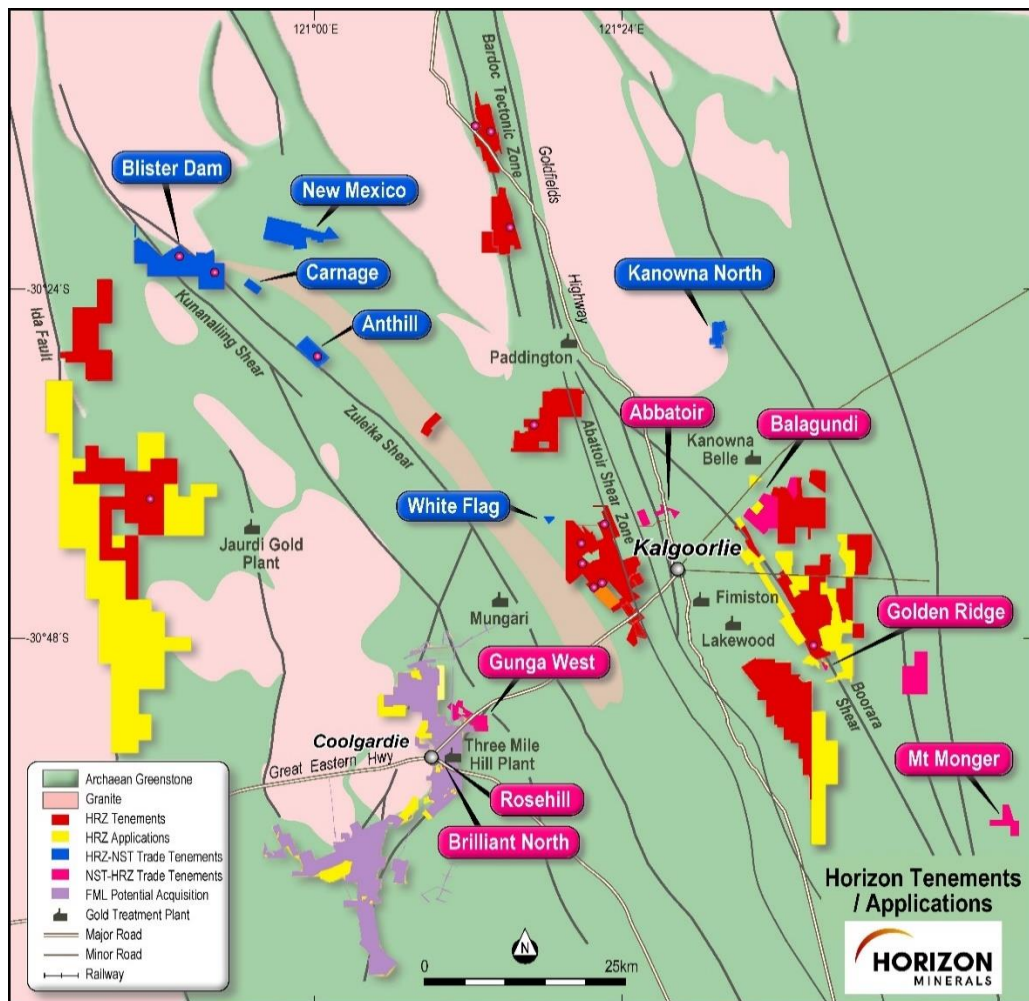 121°00'E
121°24'E
Bardoc Tectonic Zone
Goldfields
Highway
Blister Dam
New Mexico
Carnage
Kanowna North
-30°24'S
Ida Fault
Kunanalling Shear
Anthill
Paddington
Zuleika Shear
Abbatoir
Balagundi
Kanowna
Belle
Abattoir Shear Zone
White Flag
Jaurdi Gold
Plant
Kalgoorlie
Fimiston
Mungari
Lakewood
Golden Ridge
-30°48'S
Gunga West
Boorara
Shear
Coolgardie
Great Eastern Hwy
Three Mile
Hill Plant
Mt Monger
Rosehill
Brilliant North
Archaean Greenstone
Granite
HRZ Tenements
HRZ Applications
HRZ-NST Trade Tenements
NST-HRZ Trade Tenements
FML Potential Acquisition
Gold Treatment Plant
Major Road
Minor Road
Railway
N
0
25km
Horizon Tenements
/ Applications
HORIZON
MINERALS